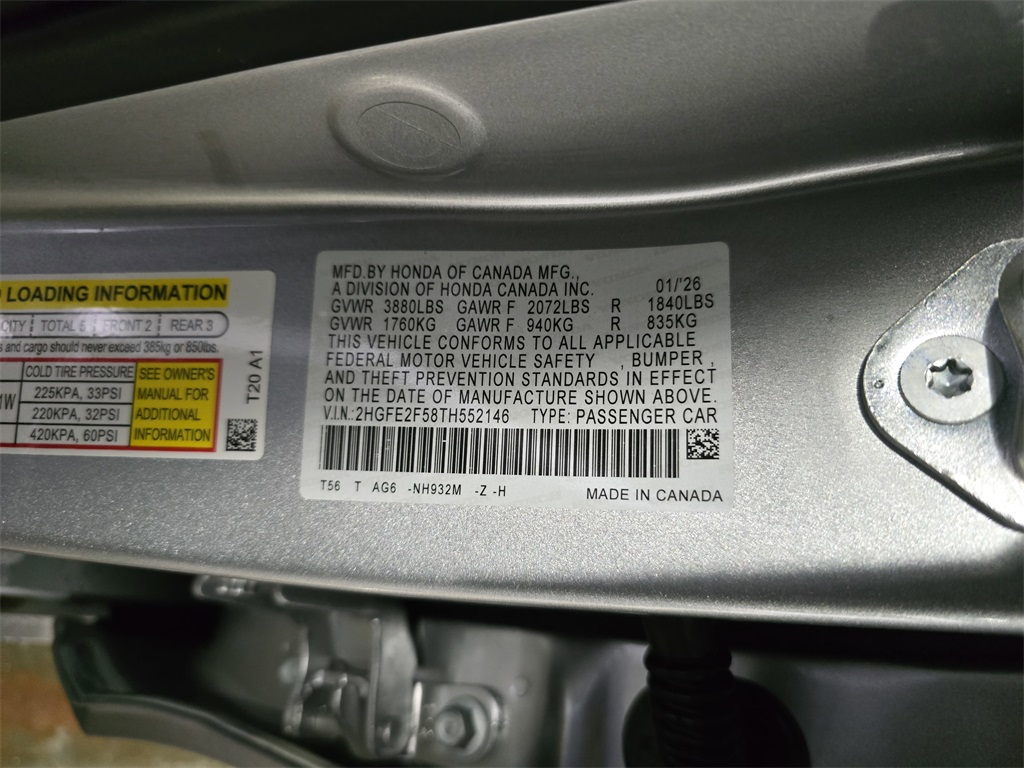 LOADING INFORMATION
CITY TOTAL 5 FRONT 2 REAR 3
and cargo should never exceed 385kg or 850lbs.
COLD TIRE PRESSURE
225KPA, 33PSI
220KPA, 32PSI
420KPA, 60PSI
SEE OWNER'S
MANUAL FOR
ADDITIONAL
INFORMATION
T20 A1
MFD.BY HONDA OF CANADA MFG.,
A DIVISION OF HONDA CANADA INC. 01/'26
GVWR 3880LBS GAWR F 2072LBS R 1840LBS
GVWR 1760KG GAWR F 940KG R 835KG
THIS VEHICLE CONFORMS TO ALL APPLICABLE
FEDERAL MOTOR VEHICLE SAFETY , BUMPER ,
AND THEFT PREVENTION STANDARDS IN EFFECT
ON THE DATE OF MANUFACTURE SHOWN ABOVE.
V.I.N.:2HGFE2F58TH552146 TYPE: PASSENGER CAR
T56 T AG6 -NH932M -Z -H MADE IN CANADA